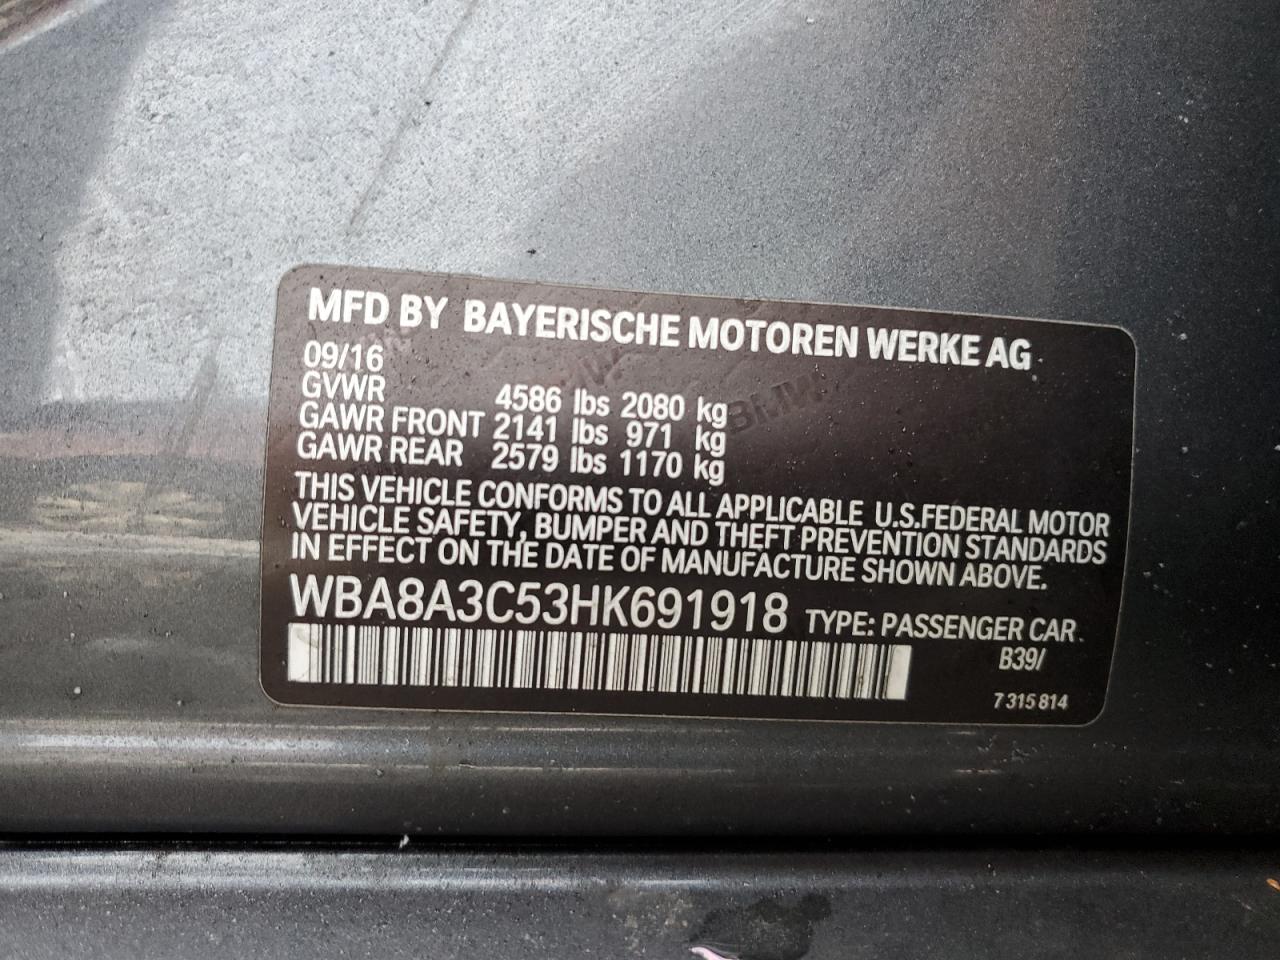 MFD BY BAYERISCHE MOTOREN WERKE AG
09/16
GVWR 4586 lbs 2080 kg
GAWR FRONT 2141 lbs 971 kg
GAWR REAR 2579 lbs 1170 kg
THIS VEHICLE CONFORMS TO ALL APPLICABLE U.S.FEDERAL MOTOR
VEHICLE SAFETY, BUMPER AND THEFT PREVENTION STANDARDS
IN EFFECT ON THE DATE OF MANUFACTURE SHOWN ABOVE.
WBA8A3C53HK691918 TYPE: PASSENGER CAR
B39/
7 315 814
BMW